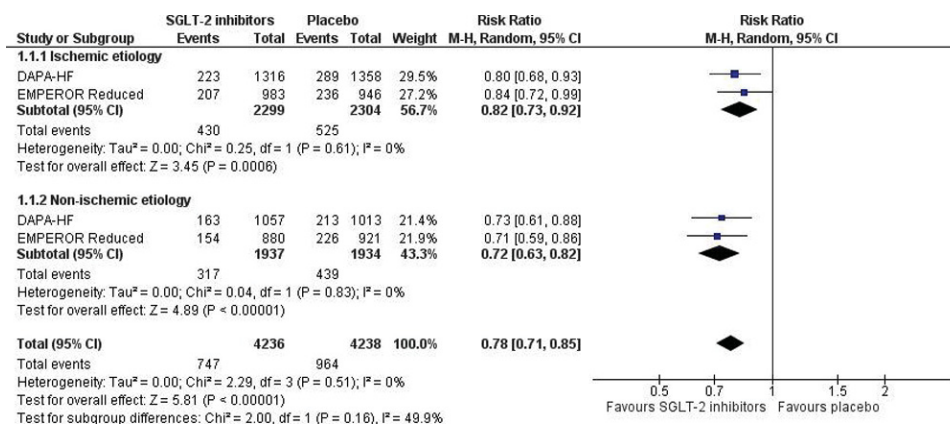 SGLT-2 inhibitors Placebo Risk Ratio Risk Ratio
Study or Subgroup Events Total Events Total Weight M-H, Random, 95% CI M-H, Random, 95% CI
1.1.1 Ischemic etiology
DAPA-HF 223 1316 289 1358 29.5% 0.80 [0.68, 0.93]
EMPEROR Reduced 207 983 236 946 27.2% 0.84 [0.72, 0.99]
Subtotal (95% CI) 2299 2304 56.7% 0.82 [0.73, 0.92]
Total events 430 525
Heterogeneity: Tau² = 0.00; Chi² = 0.25, df = 1 (P = 0.61); I² = 0%
Test for overall effect: Z = 3.45 (P = 0.0006)
1.1.2 Non-ischemic etiology
DAPA-HF 163 1057 213 1013 21.4% 0.73 [0.61, 0.88]
EMPEROR Reduced 154 880 226 921 21.9% 0.71 [0.59, 0.86]
Subtotal (95% CI) 1937 1934 43.3% 0.72 [0.63, 0.82]
Total events 317 439
Heterogeneity: Tau² = 0.00; Chi² = 0.04, df = 1 (P = 0.83); I² = 0%
Test for overall effect: Z = 4.89 (P < 0.00001)
Total (95% CI) 4236 4238 100.0% 0.78 [0.71, 0.85]
Total events 747 964
Heterogeneity: Tau² = 0.00; Chi² = 2.29, df = 3 (P = 0.51); I² = 0%
Test for overall effect: Z = 5.81 (P < 0.00001)
Test for subgroup differences: Chi² = 2.00, df = 1 (P = 0.16), I² = 49.9%
0.5 0.7 1 1.5 2
Favours SGLT-2 inhibitors Favours placebo